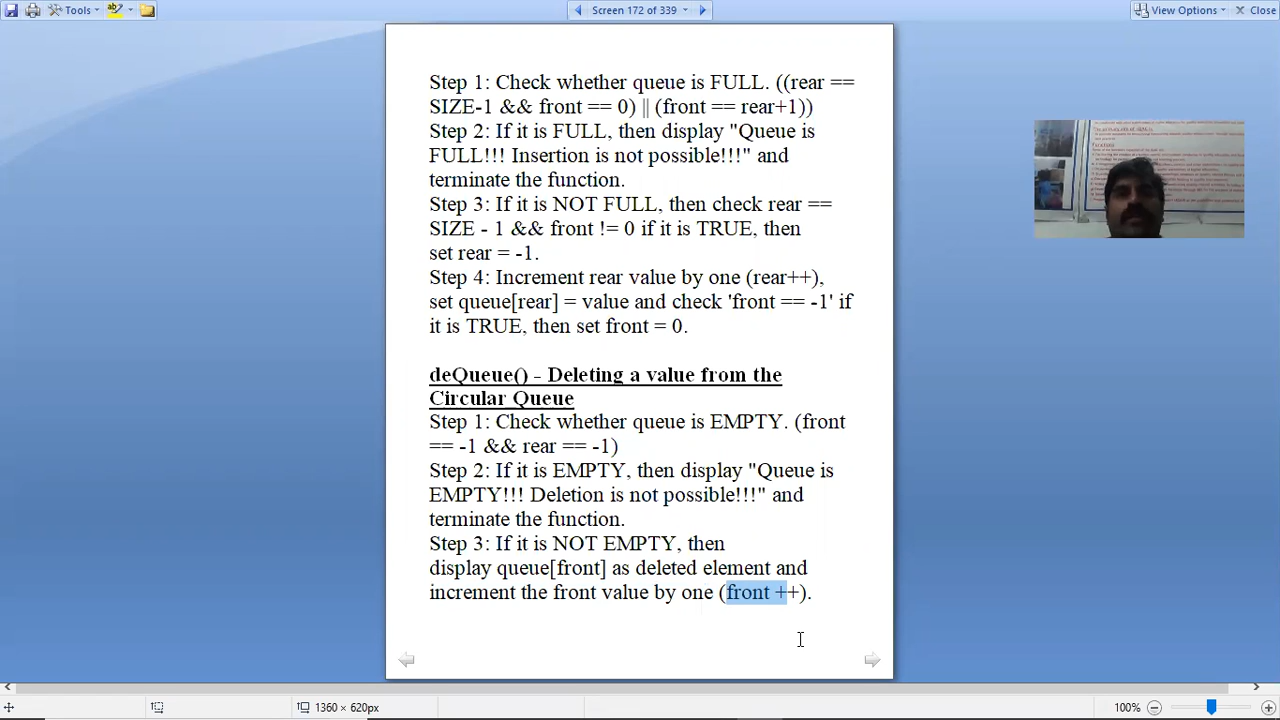 Tools
Screen 172 of 339
View Options
Close
Step 1: Check whether queue is FULL. ((rear ==
SIZE-1 && front == 0) || (front == rear+1))
Step 2: If it is FULL, then display "Queue is
FULL!!! Insertion is not possible!!!" and
terminate the function.
Step 3: If it is NOT FULL, then check rear ==
SIZE - 1 && front != 0 if it is TRUE, then
set rear = -1.
Step 4: Increment rear value by one (rear++),
set queue[rear] = value and check 'front == -1' if
it is TRUE, then set front = 0.
deQueue() - Deleting a value from the
Circular Queue
Step 1: Check whether queue is EMPTY. (front
== -1 && rear == -1)
Step 2: If it is EMPTY, then display "Queue is
EMPTY!!! Deletion is not possible!!!" and
terminate the function.
Step 3: If it is NOT EMPTY, then
display queue[front] as deleted element and
increment the front value by one (front ++).
1360 × 620px
100%